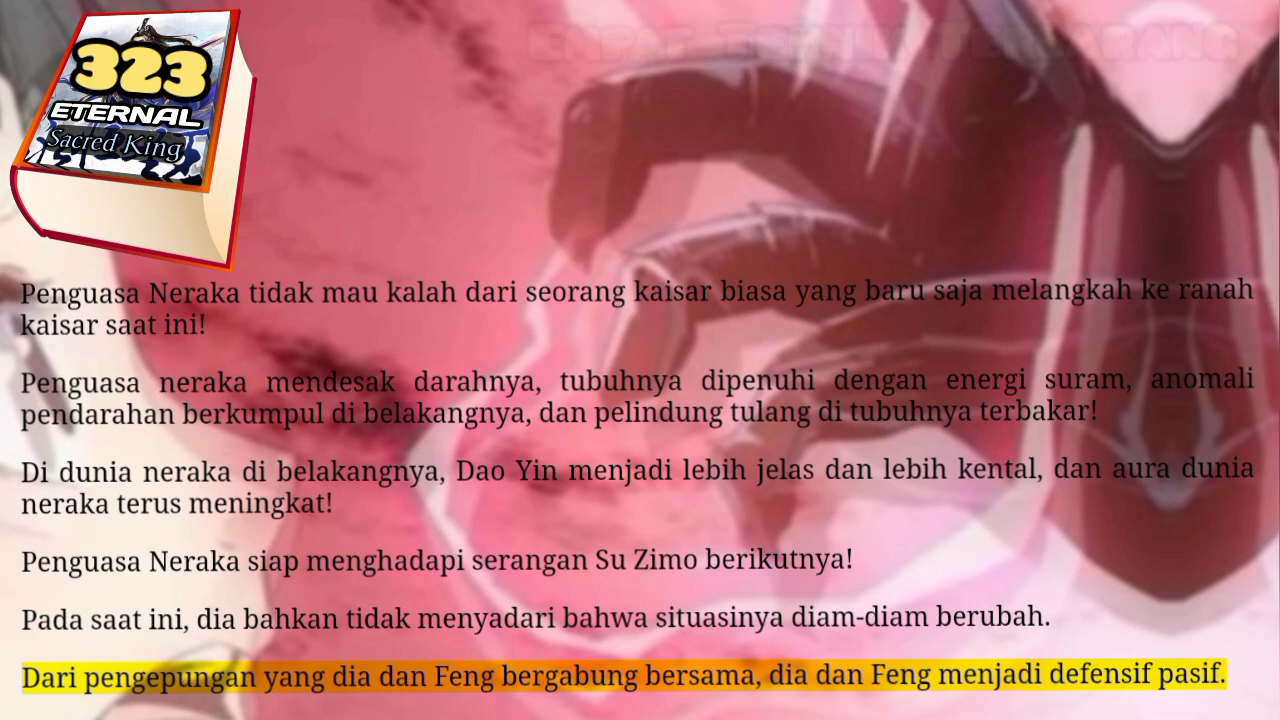 323
ETERNAL
Sacred King
Penguasa Neraka tidak mau kalah dari seorang kaisar biasa yang baru saja melangkah ke ranah
kaisar saat ini!
Penguasa neraka mendesak darahnya, tubuhnya dipenuhi dengan energi suram, anomali
pendarahan berkumpul di belakangnya, dan pelindung tulang di tubuhnya terbakar!
Di dunia neraka di belakangnya, Dao Yin menjadi lebih jelas dan lebih kental, dan aura dunia
neraka terus meningkat!
Penguasa Neraka siap menghadapi serangan Su Zimo berikutnya!
Pada saat ini, dia bahkan tidak menyadari bahwa situasinya diam-diam berubah.
Dari pengepungan yang dia dan Feng bergabung bersama, dia dan Feng menjadi defensif pasif.